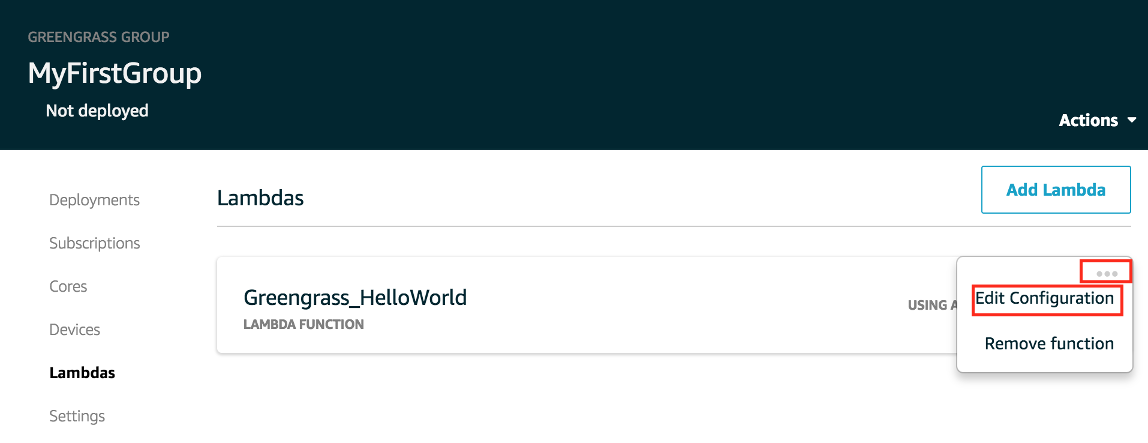 GREENGRASS GROUP
MyFirstGroup
Not deployed
Actions
Deployments
Subscriptions
Cores
Devices
Lambdas
Settings
Lambdas
Add Lambda
Greengrass_HelloWorld
LAMBDA FUNCTION
USING A
Edit Configuration
Remove function